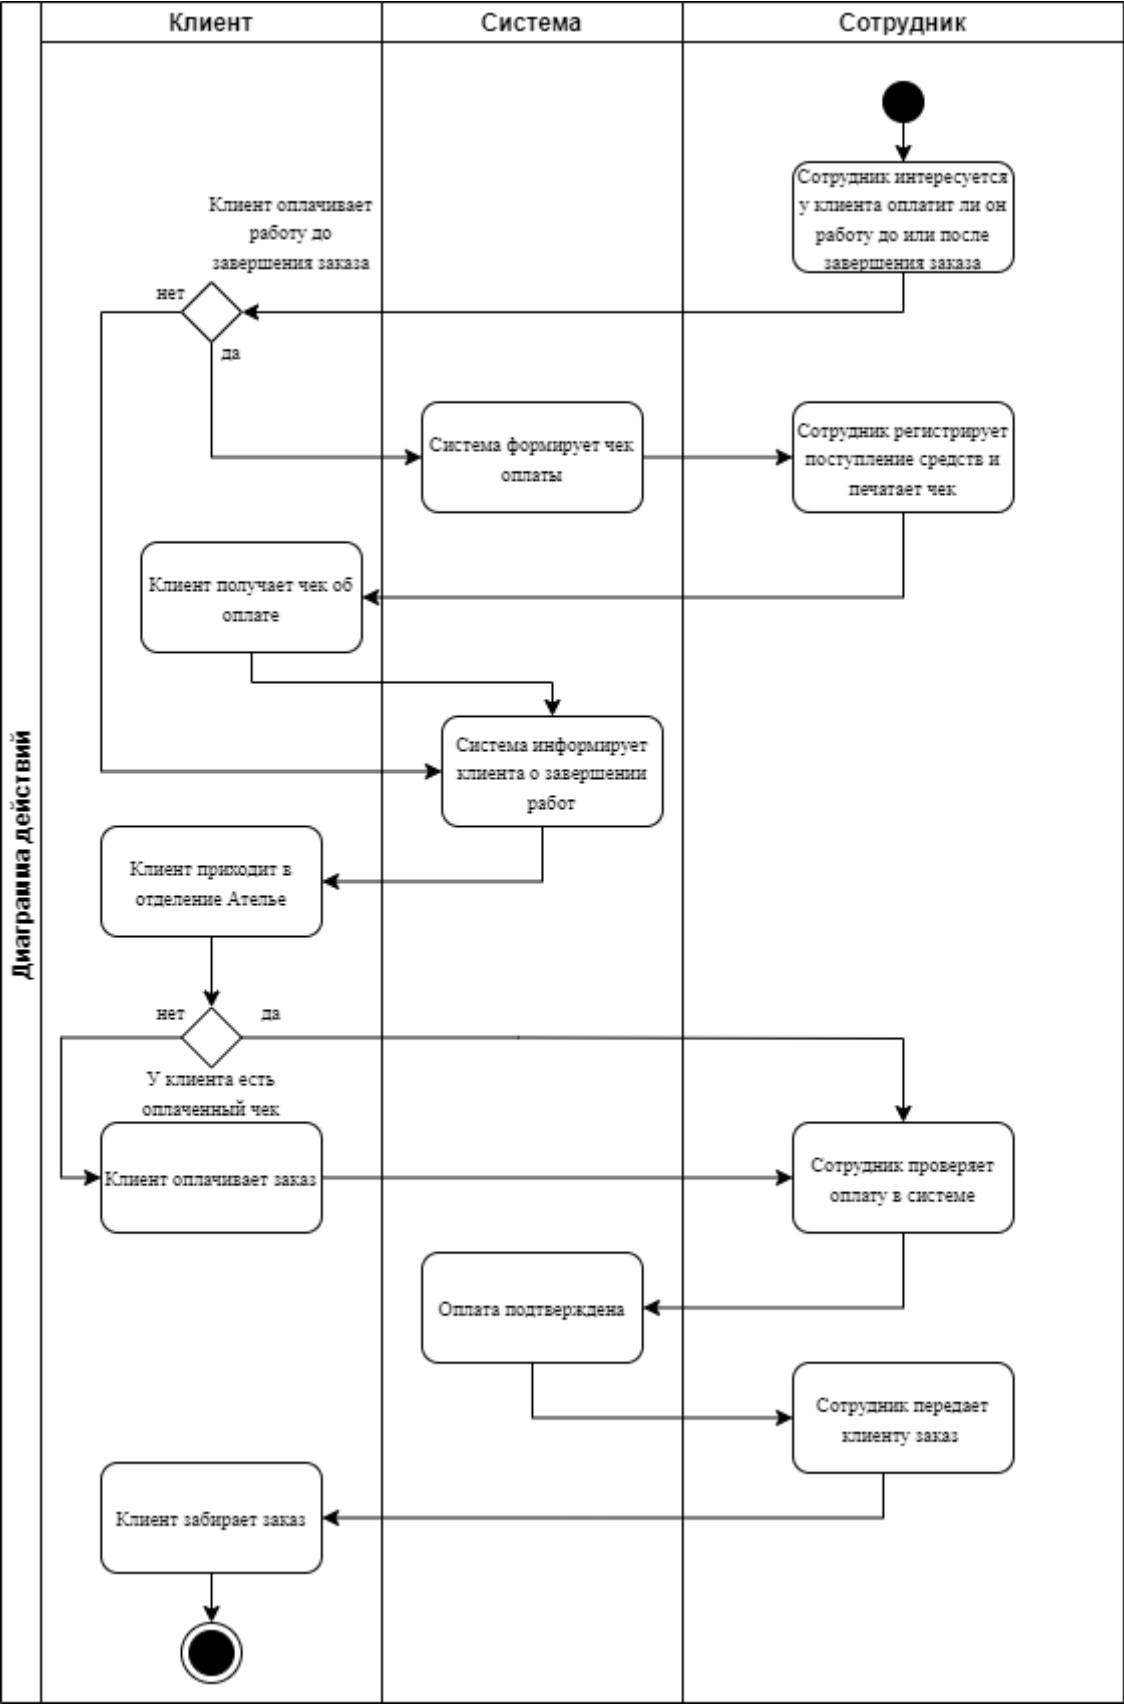 Клиент
Система
Сотрудник
Диаграмма действий
Сотрудник интересуется
у клиента оплатит ли он
работу до или после
завершения заказа
Клиент оплачивает
работу до
завершения заказа
нет
да
Система формирует чек
оплаты
Сотрудник регистрирует
поступление средств и
печатает чек
Клиент получает чек об
оплате
Система информирует
клиента о завершении
работ
Клиент приходит в
отделение Ателье
нет
да
У клиента есть
оплаченный чек
Клиент оплачивает заказ
Сотрудник проверяет
оплату в системе
Оплата подтверждена
Сотрудник передает
клиенту заказ
Клиент забирает заказ